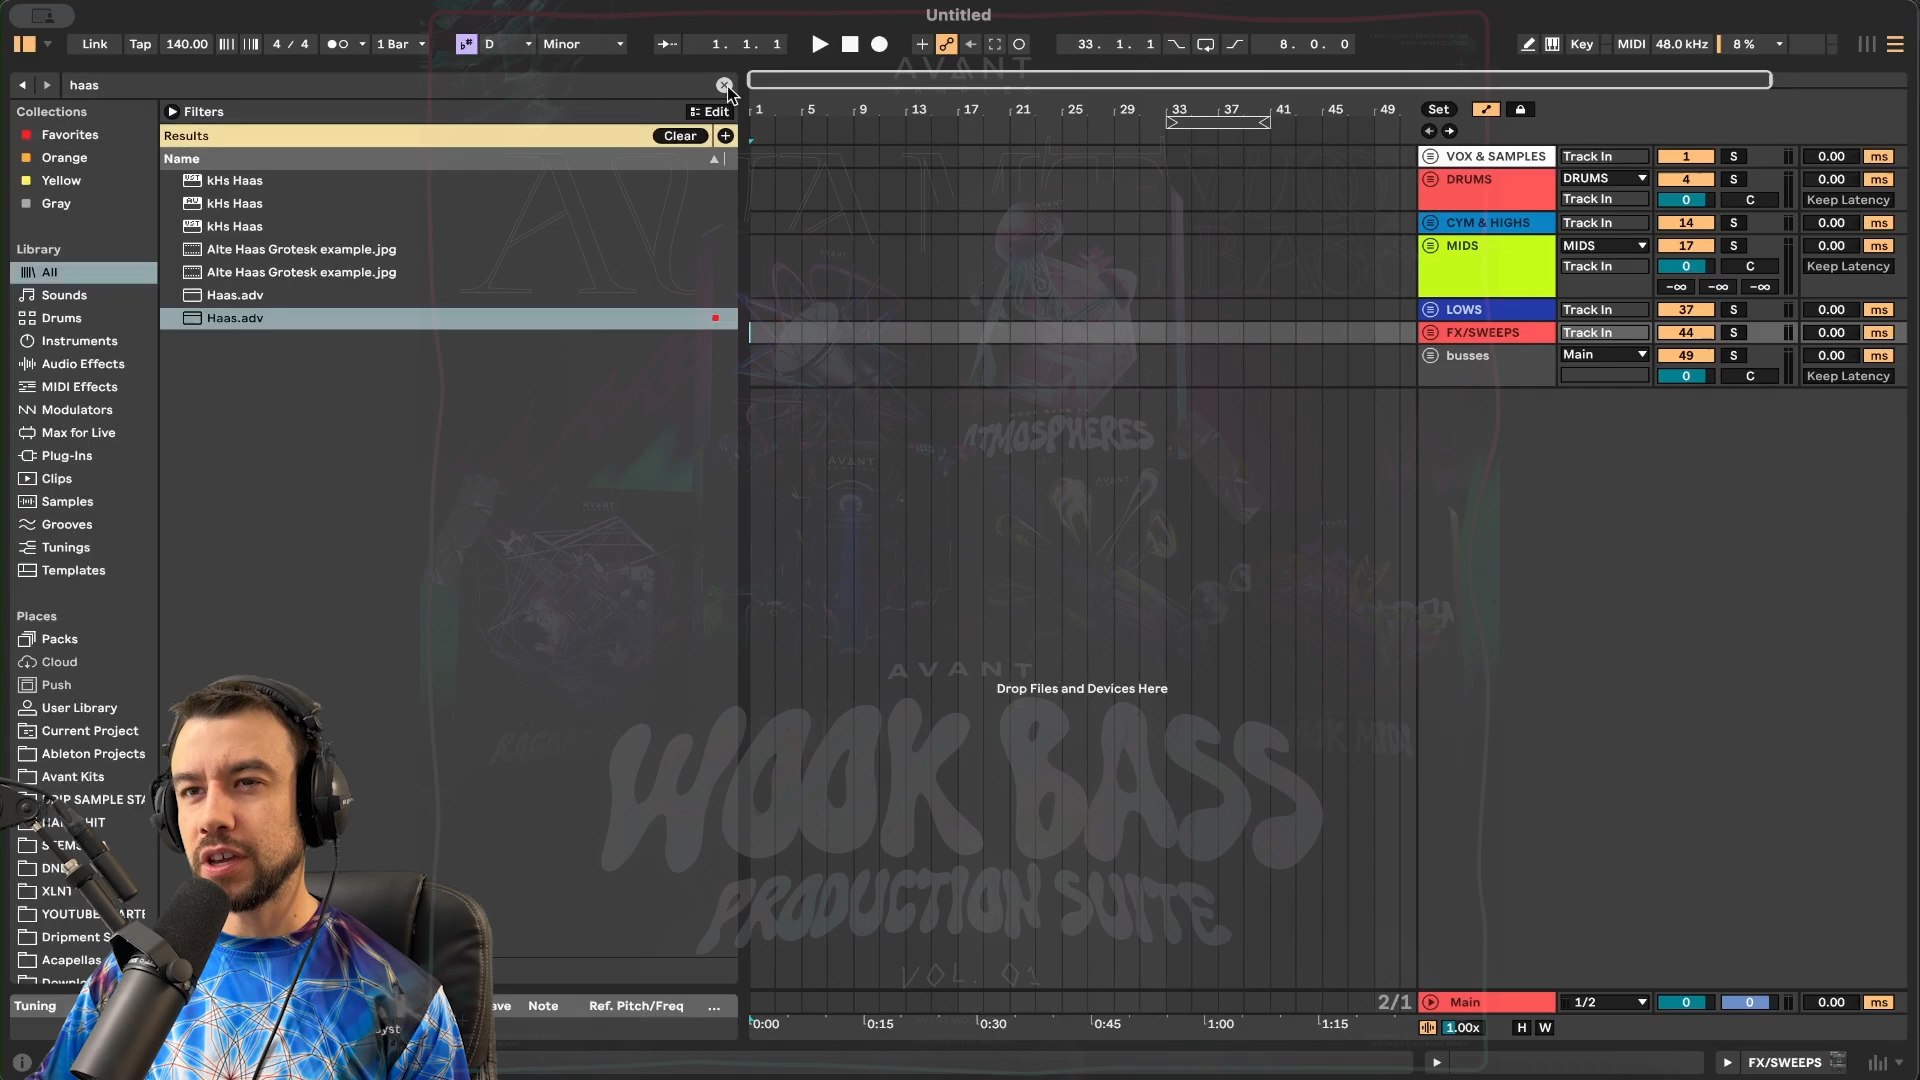 Untitled
Link
Tap
140.00
4 / 4
1 Bar
D
Minor
1. 1. 1
33. 1. 1
8. 0. 0
Key
MIDI
48.0 kHz
8 %
haas
Collections
Favorites
Orange
Yellow
Gray
Library
All
Sounds
Drums
Instruments
Audio Effects
MIDI Effects
Modulators
Max for Live
Plug-Ins
Clips
Samples
Grooves
Tunings
Templates
Places
Packs
Cloud
Push
User Library
Current Project
Ableton Projects
Avant Kits
Acapellas
Filters
Edit
Results
Clear
Name
kHs Haas
kHs Haas
kHs Haas
Alte Haas Grotesk example.jpg
Alte Haas Grotesk example.jpg
Haas.adv
Haas.adv
Tuning
Note
Ref. Pitch/Freq
...
1 5 9 13 17 21 25 29 33 37 41 45 49
Set
VOX & SAMPLES Track In 1 S 0.00 ms
DRUMS DRUMS 4 S 0.00 ms
Track In 0 C Keep Latency
CYM & HIGHS Track In 14 S 0.00 ms
MIDS MIDS 17 S 0.00 ms
Track In 0 C Keep Latency
-∞ -∞ -∞
LOWS Track In 37 S 0.00 ms
FX/SWEEPS Track In 44 S 0.00 ms
busses Main 49 S 0.00 ms
0 C Keep Latency
AVANT
SAMPLES
ATMOSPHERES
AVANT
Drop Files and Devices Here
WOOK BASS
PRODUCTION SUITE
VOL. 01
2/1
Main 1/2 0 0 0.00 ms
0:00 0:15 0:30 0:45 1:00 1:15
1.00x
H W
FX/SWEEPS